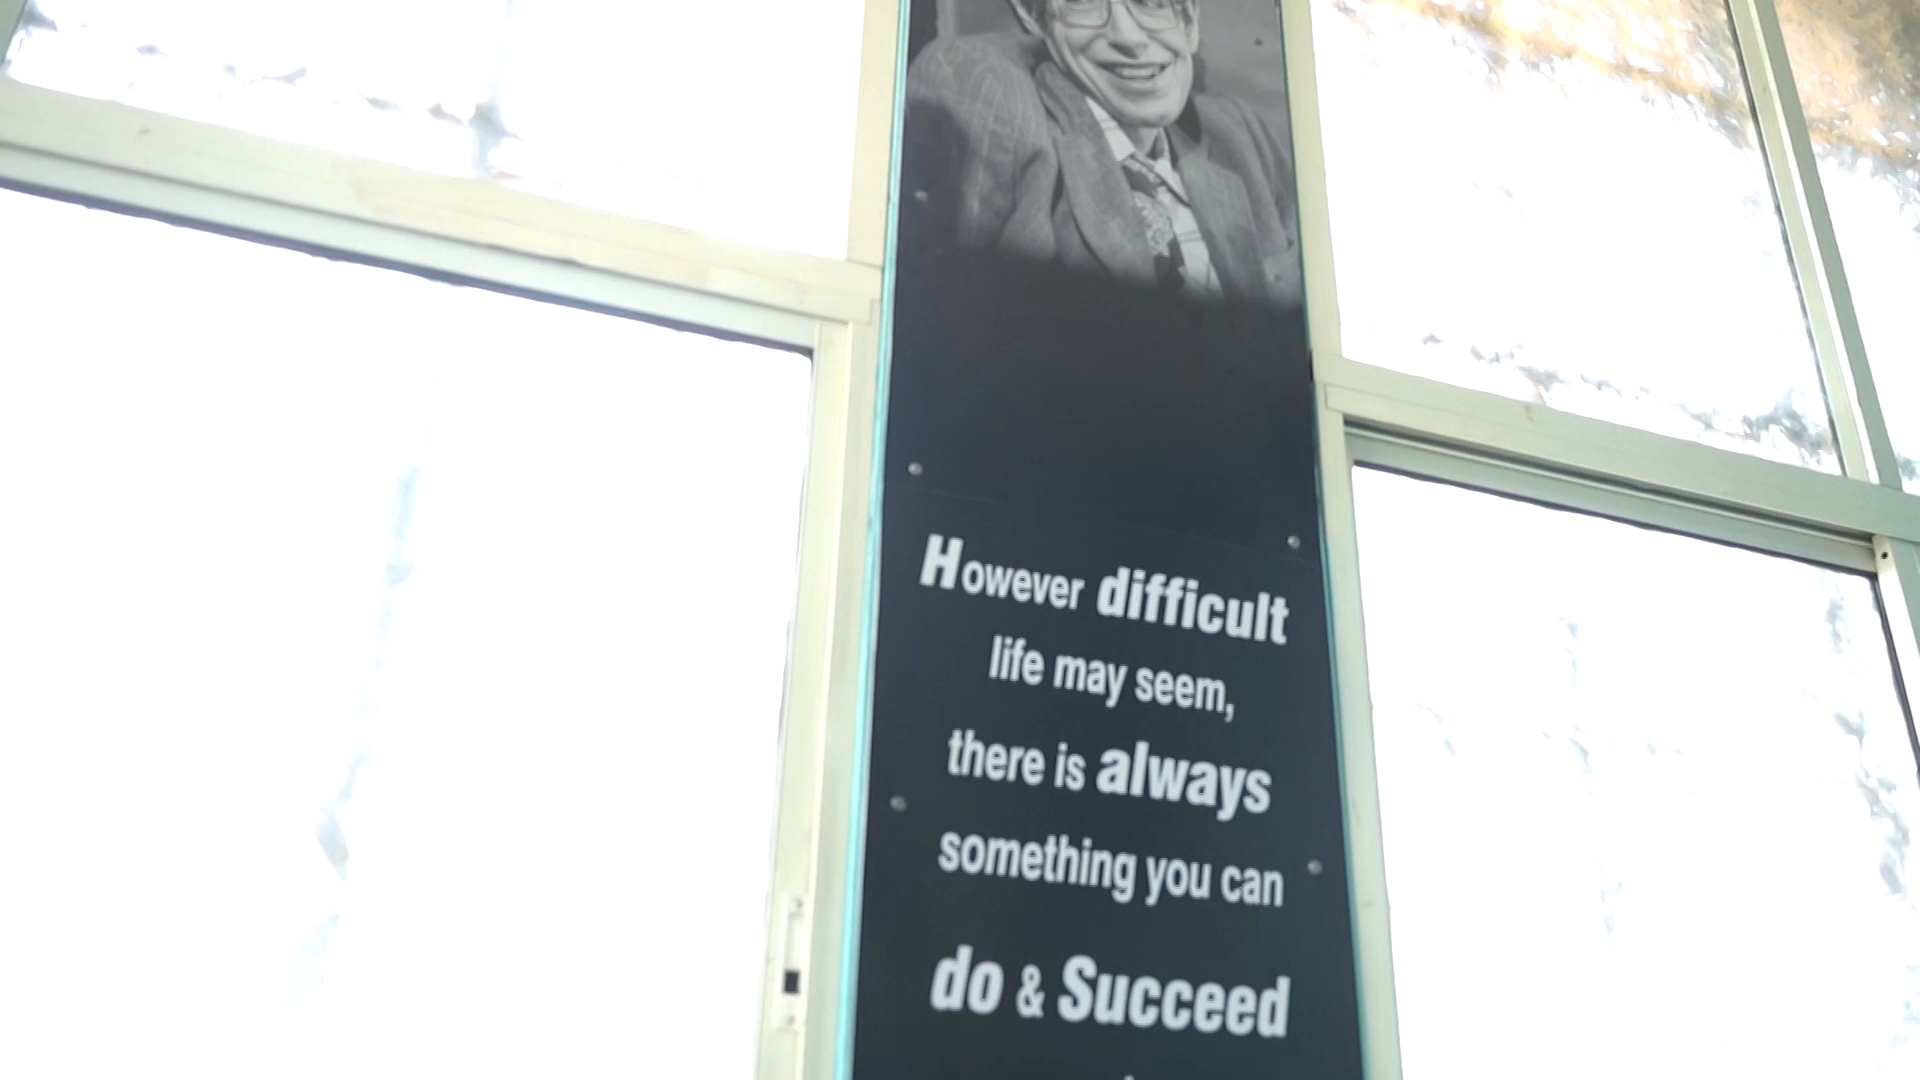 However difficult
life may seem,
there is always
something you can
do & Succeed